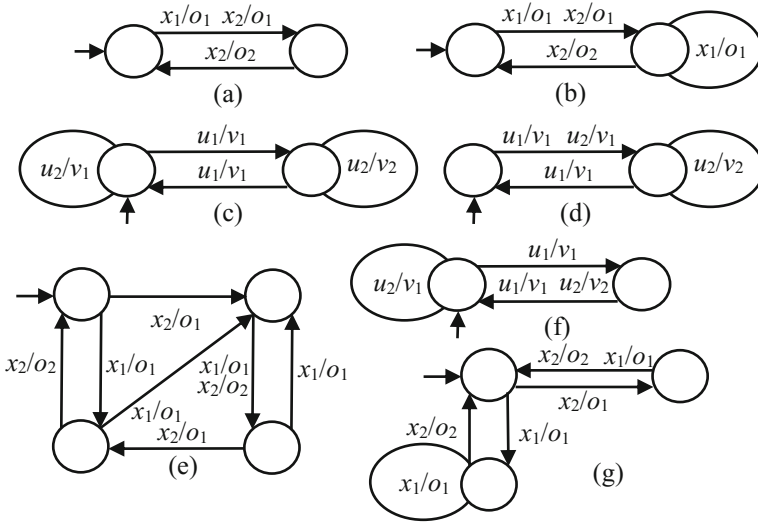 x₁/o₁ x₂/o₁
x₂/o₂
(a)
x₁/o₁ x₂/o₁
x₂/o₂
x₁/o₁
(b)
u₂/v₁
u₁/v₁
u₁/v₁
u₂/v₂
(c)
u₁/v₁ u₂/v₁
u₁/v₁
u₂/v₂
(d)
x₂/o₁
x₂/o₂
x₁/o₁
x₁/o₁
x₁/o₁
x₂/o₂
x₁/o₁
x₂/o₁
(e)
u₂/v₁
u₁/v₁
u₁/v₁ u₂/v₂
(f)
x₂/o₂ x₁/o₁
x₂/o₁
x₂/o₂
x₁/o₁
x₁/o₁
(g)